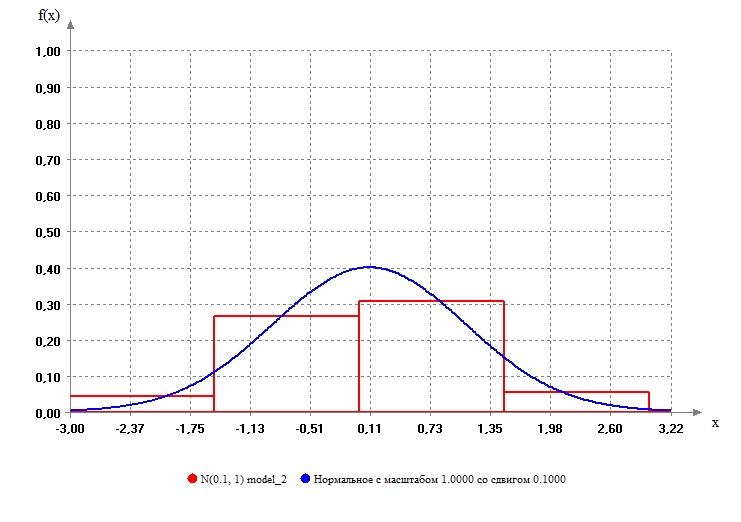 f(x)
1,00
0,90
0,80
0,70
0,60
0,50
0,40
0,30
0,20
0,10
0,00
-3,00 -2,37 -1,75 -1,13 -0,51 0,11 0,73 1,35 1,98 2,60 3,22
x
N(0.1, 1) model_2 Нормальное с масштабом 1.0000 со сдвигом 0.1000